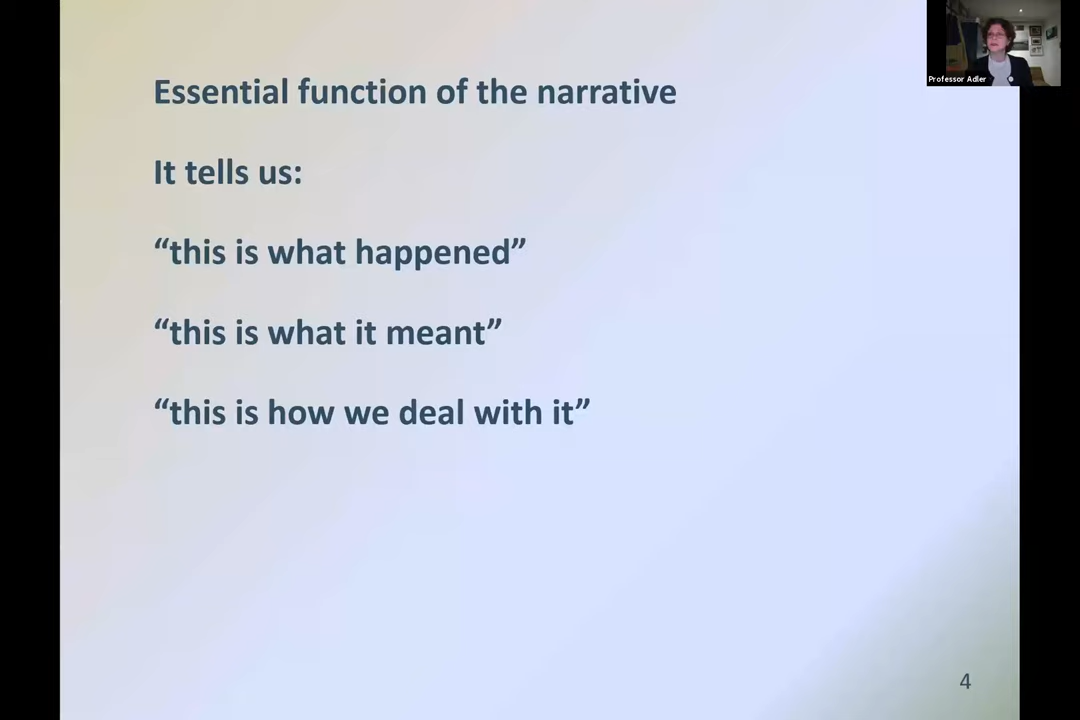 Professor Adler
Essential function of the narrative
It tells us:
“this is what happened”
“this is what it meant”
“this is how we deal with it”
4